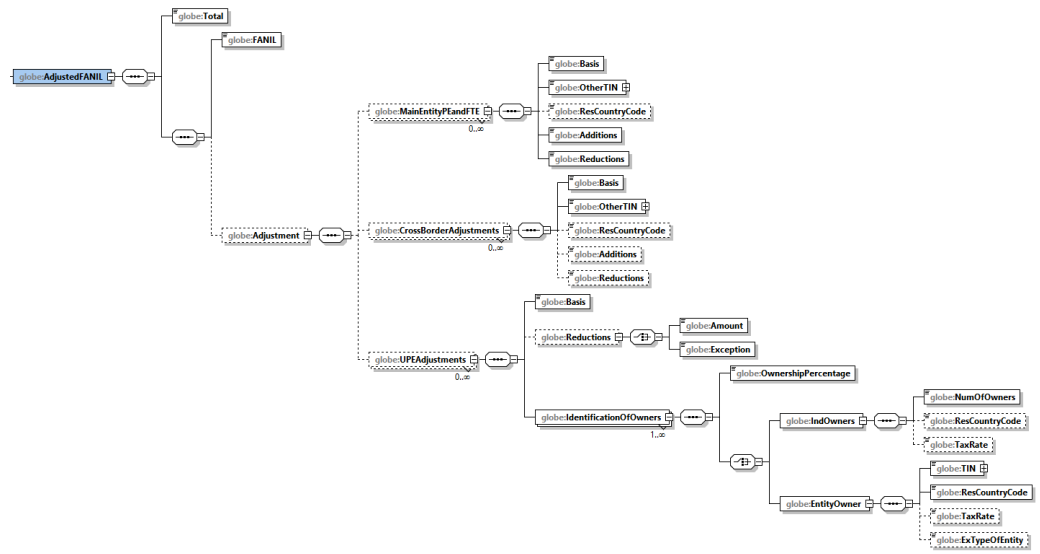 globe:Total
globe:FANIL
globe:AdjustedFANIL
globe:Basis
globe:OtherTIN
globe:MainEntityPEandFTE
globe:ResCountryCode
0..∞
globe:Additions
globe:Reductions
globe:Basis
globe:OtherTIN
globe:Adjustment
globe:CrossBorderAdjustments
globe:ResCountryCode
0..∞
globe:Additions
globe:Reductions
globe:Basis
globe:Amount
globe:Reductions
globe:Exception
globe:UPEAdjustments
0..∞
globe:OwnershipPercentage
globe:NumOfOwners
globe:IdentificationOfOwners
1..∞
globe:IndOwners
globe:ResCountryCode
globe:TaxRate
globe:TIN
globe:ResCountryCode
globe:EntityOwner
globe:TaxRate
globe:ExTypeOfEntity